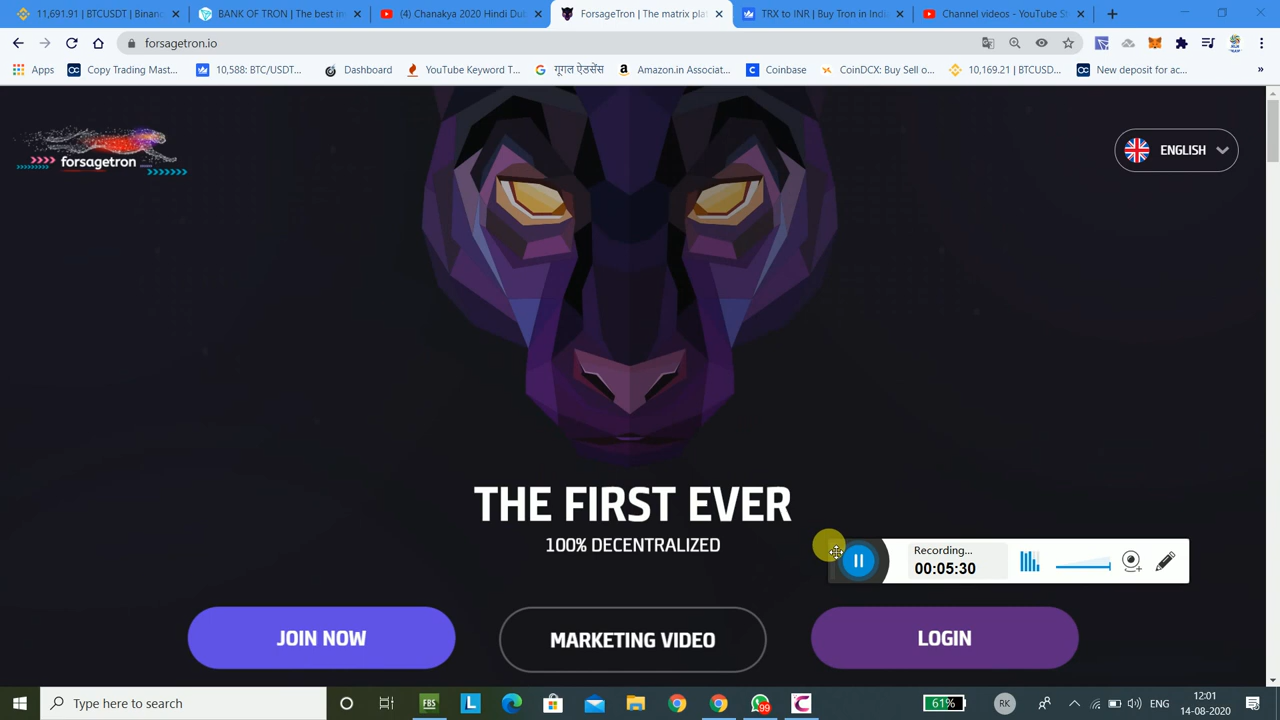 11,691.91 | BTCUSDT | Binanc
BANK OF TRON | The best in
(4) Chanakya 2020 Hindi Du
ForsageTron | The matrix pla
TRX to INR | Buy Tron in Indi
Channel videos - YouTube St
forsagetron.io
Apps
Copy Trading Mast...
10,588: BTC/USDT...
Dashboard
YouTube Keyword T...
गूगल ऐडसेंस
Amazon.in Associat...
Coinbase
CoinDCX: Buy Sell o...
10,169.21 | BTCUSD...
New deposit for ac...
»
forsagetron
ENGLISH
THE FIRST EVER
100% DECENTRALIZED
Recording...
00:05:30
JOIN NOW
MARKETING VIDEO
LOGIN
Type here to search
FBS
L
99
C
61%
RK
ENG
12:01
14-08-2020